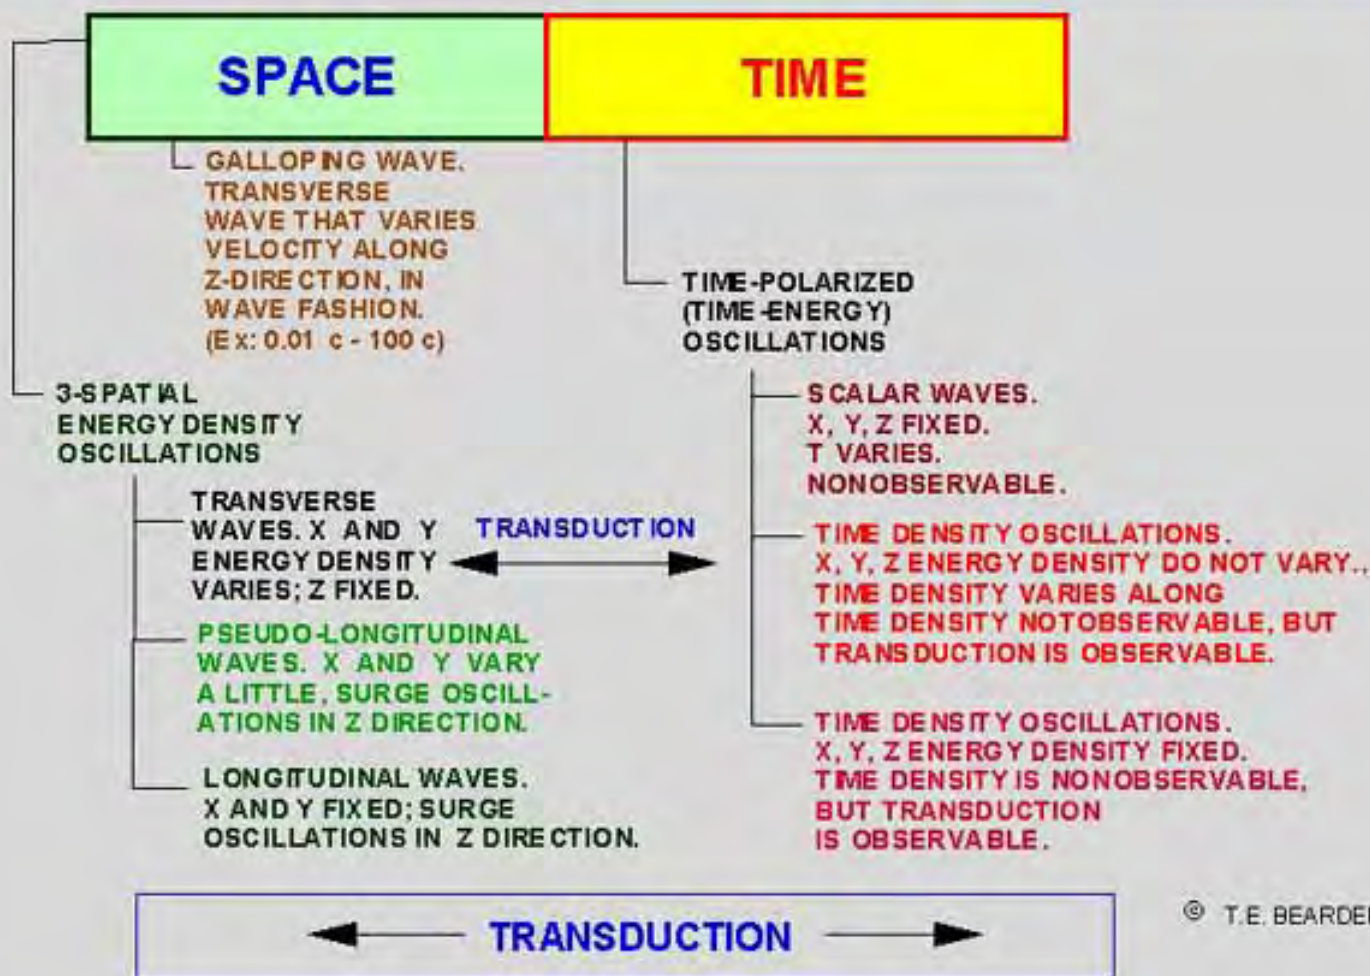 SPACE
TIME
GALLOPING WAVE.
TRANSVERSE
WAVE THAT VARIES
VELOCITY ALONG
Z-DIRECTION, IN
WAVE FASHION.
(Ex: 0.01 c - 100 c)
TIME-POLARIZED
(TIME-ENERGY)
OSCILLATIONS
3-SPATIAL
ENERGY DENSITY
OSCILLATIONS
SCALAR WAVES.
X, Y, Z FIXED.
T VARIES.
NONOBSERVABLE.
TRANSVERSE
WAVES. X AND Y
ENERGY DENSITY
VARIES; Z FIXED.
TRANSDUCTION
TIME DENSITY OSCILLATIONS.
X, Y, Z ENERGY DENSITY DO NOT VARY..
TIME DENSITY VARIES ALONG
TIME DENSITY NOTOBSERVABLE, BUT
TRANSDUCTION IS OBSERVABLE.
PSEUDO-LONGITUDINAL
WAVES. X AND Y VARY
A LITTLE, SURGE OSCILL-
ATIONS IN Z DIRECTION.
TIME DENSITY OSCILLATIONS.
X, Y, Z ENERGY DENSITY FIXED.
TIME DENSITY IS NONOBSERVABLE,
BUT TRANSDUCTION
IS OBSERVABLE.
LONGITUDINAL WAVES.
X AND Y FIXED; SURGE
OSCILLATIONS IN Z DIRECTION.
TRANSDUCTION
© T.E. BEARDE